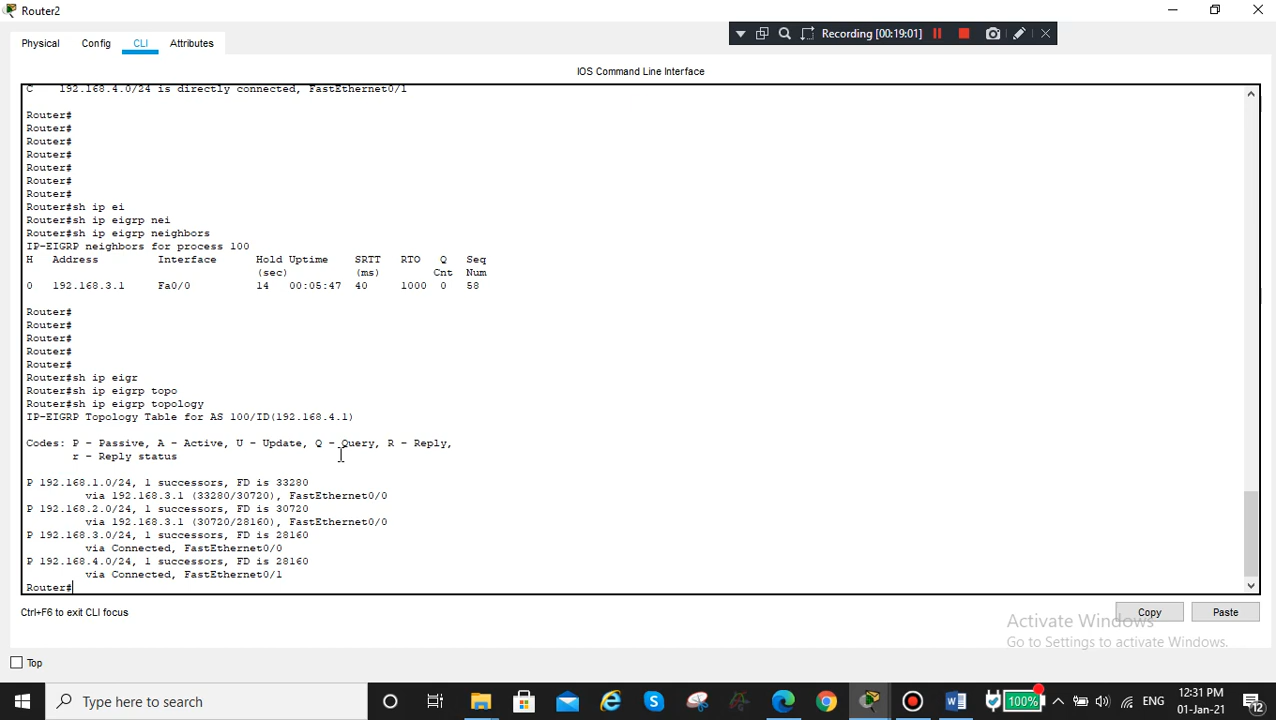 Router2
Physical Config CLI Attributes
Recording [00:19:01]
IOS Command Line Interface
C    192.168.4.0/24 is directly connected, FastEthernet0/1
Router#
Router#
Router#
Router#
Router#
Router#
Router#
Router#sh ip ei
Router#sh ip eigrp nei
Router#sh ip eigrp neighbors
IP-EIGRP neighbors for process 100
H   Address         Interface      Hold Uptime    SRTT   RTO   Q   Seq
(sec)           (ms)        Cnt  Num
0   192.168.3.1     Fa0/0          14   00:05:47  40     1000  0   58
Router#
Router#
Router#
Router#
Router#
Router#sh ip eigr
Router#sh ip eigrp topo
Router#sh ip eigrp topology
IP-EIGRP Topology Table for AS 100/ID(192.168.4.1)
Codes: P - Passive, A - Active, U - Update, Q - Query, R - Reply,
r - Reply status
P 192.168.1.0/24, 1 successors, FD is 33280
via 192.168.3.1 (33280/30720), FastEthernet0/0
P 192.168.2.0/24, 1 successors, FD is 30720
via 192.168.3.1 (30720/28160), FastEthernet0/0
P 192.168.3.0/24, 1 successors, FD is 28160
via Connected, FastEthernet0/0
P 192.168.4.0/24, 1 successors, FD is 28160
via Connected, FastEthernet0/1
Router#
Ctrl+F6 to exit CLI focus
Copy Paste
Activate Windows
Go to Settings to activate Windows.
Top
Type here to search
100%
ENG
12:31 PM
01-Jan-21
12